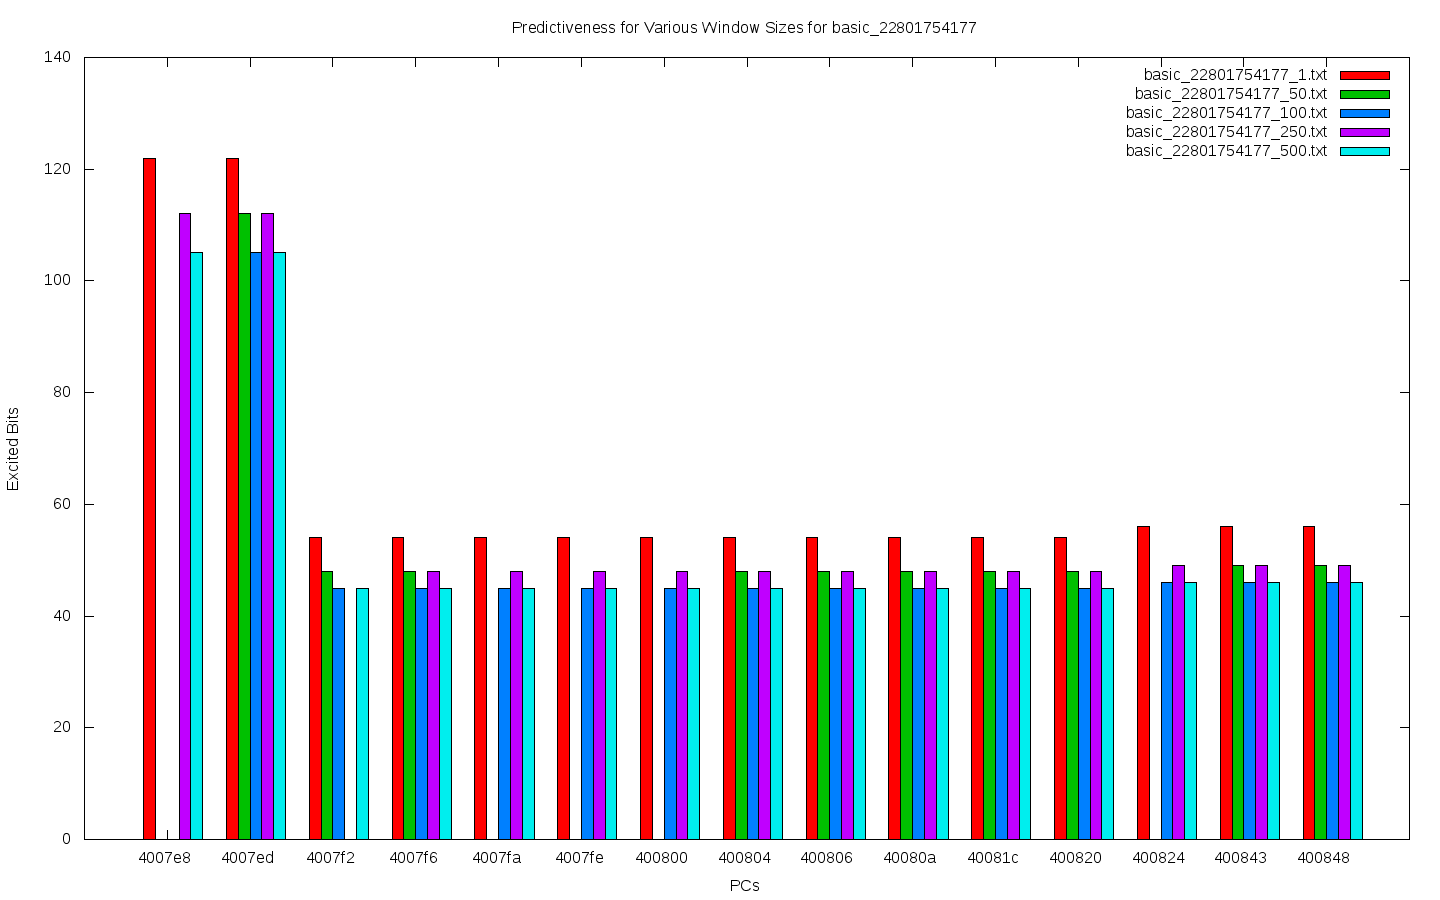 Predictiveness for Various Window Sizes for basic_22801754177
140
120
100
80
60
40
20
0
Excited Bits
basic_22801754177_1.txt
basic_22801754177_50.txt
basic_22801754177_100.txt
basic_22801754177_250.txt
basic_22801754177_500.txt
4007e8 4007ed 4007f2 4007f6 4007fa 4007fe 400800 400804 400806 40080a 40081c 400820 400824 400843 400848
PCs